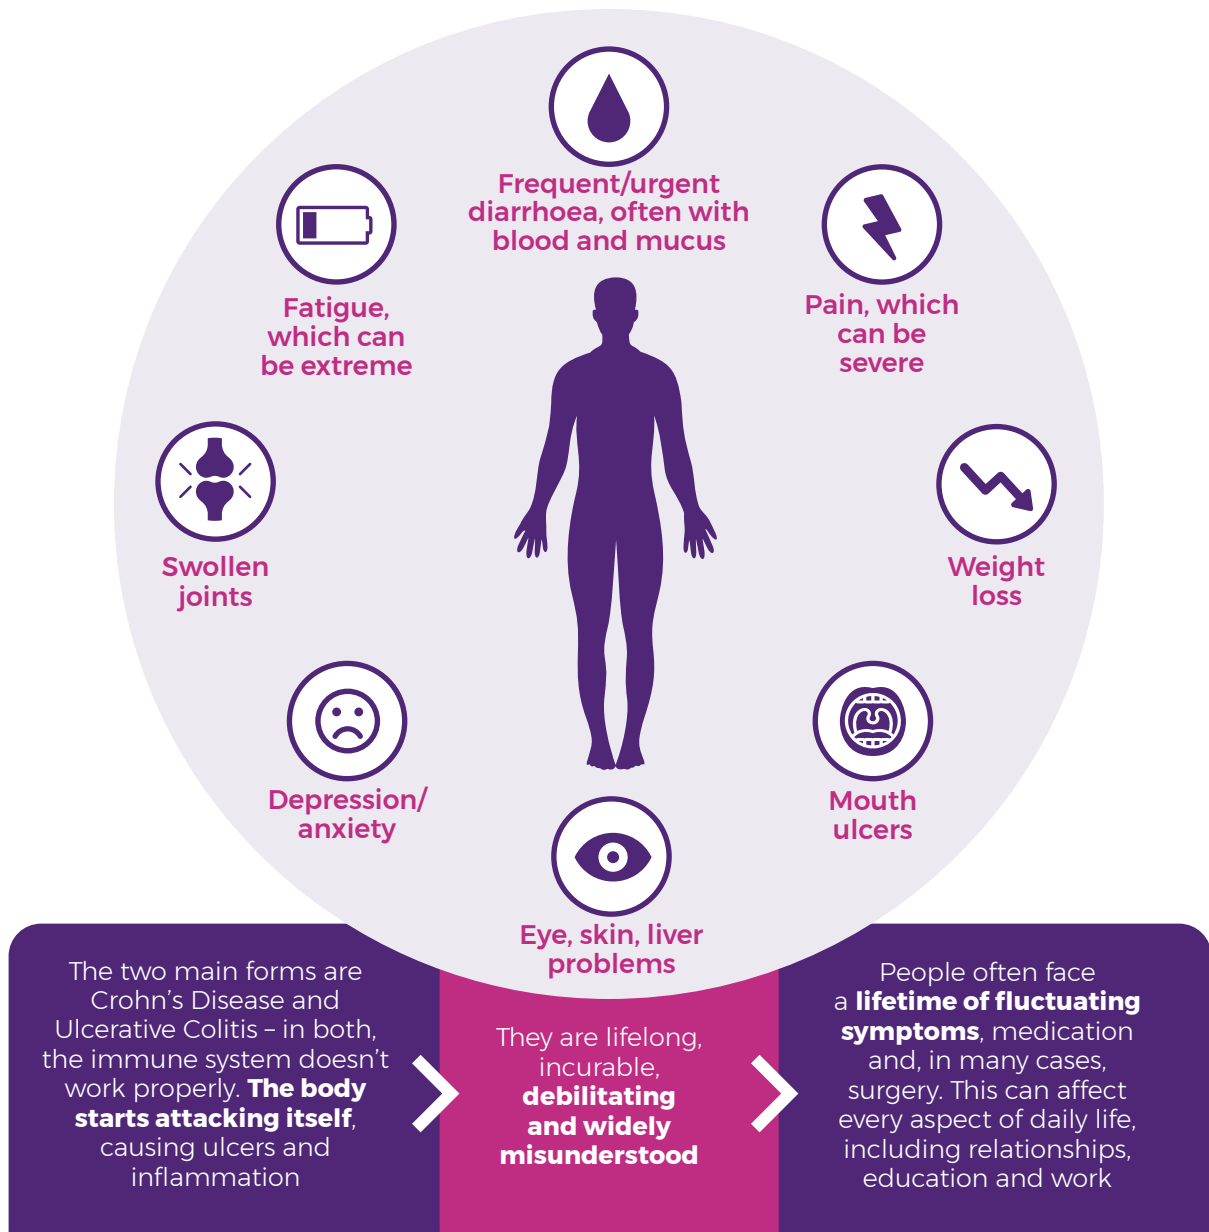 Frequent/urgent
diarrhoea, often with
blood and mucus
Fatigue,
which can
be extreme
Pain, which
can be
severe
Swollen
joints
Weight
loss
Depression/
anxiety
Mouth
ulcers
Eye, skin, liver
problems
The two main forms are
Crohn's Disease and
Ulcerative Colitis – in both,
the immune system doesn't
work properly. The body
starts attacking itself,
causing ulcers and
inflammation
They are lifelong,
incurable,
debilitating
and widely
misunderstood
People often face
a lifetime of fluctuating
symptoms, medication
and, in many cases,
surgery. This can affect
every aspect of daily life,
including relationships,
education and work